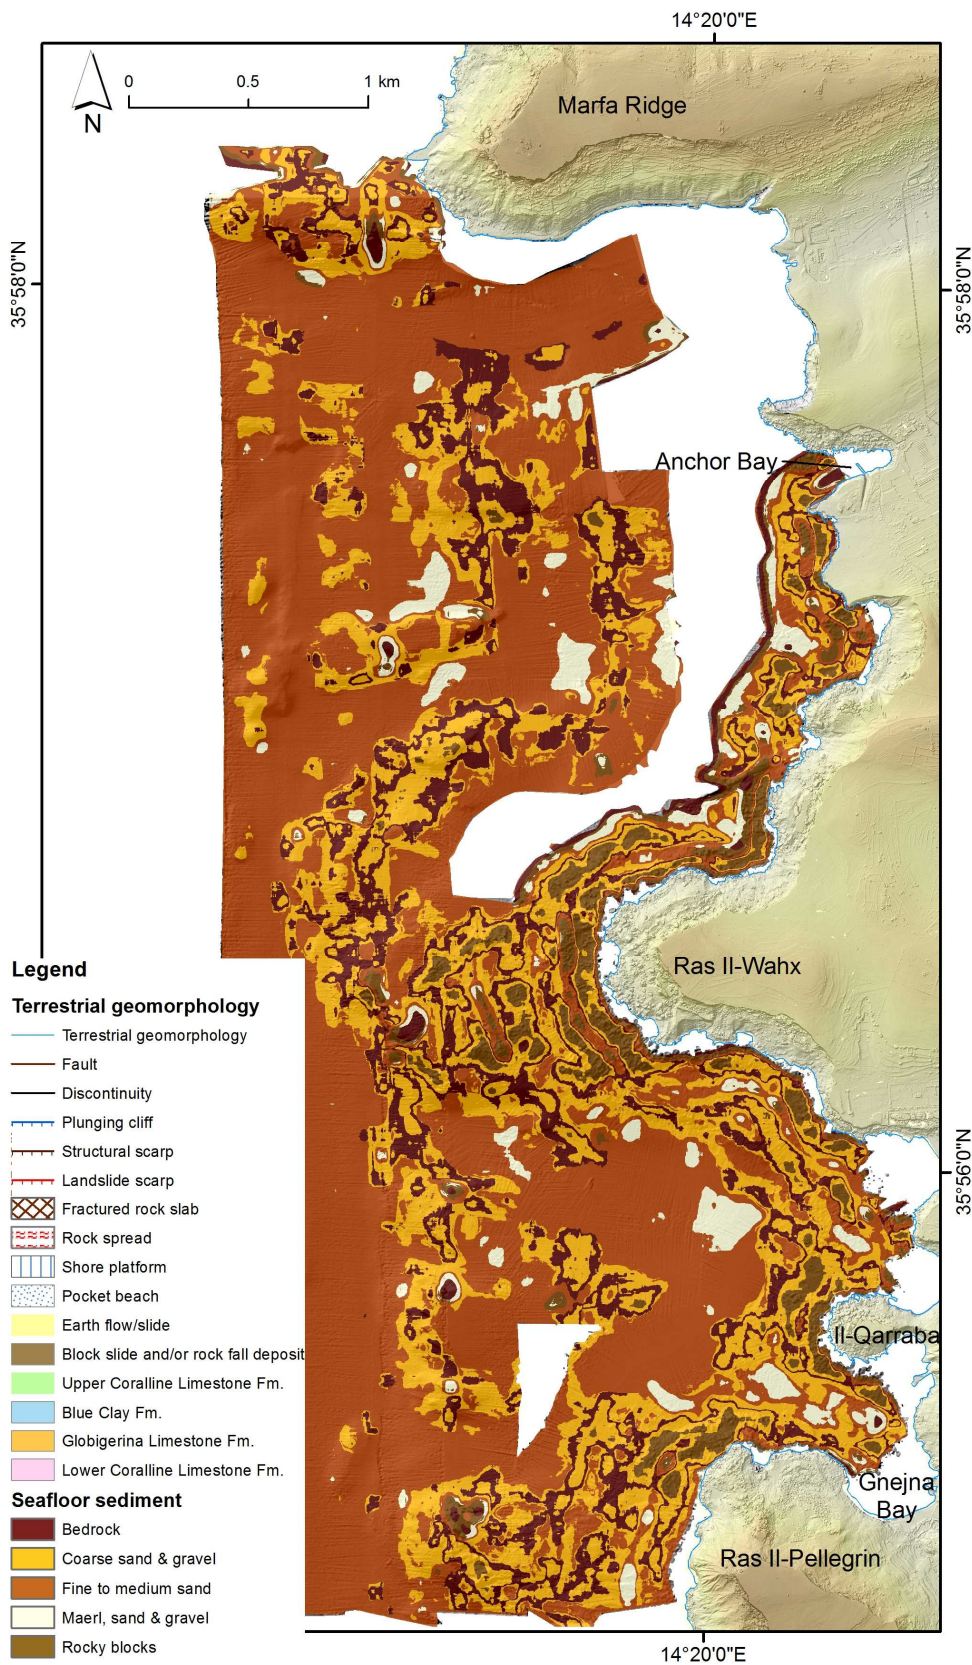 14°20'0"E
0 0.5 1 km
N
Marfa Ridge
35°58'0"N
35°58'0"N
Anchor Bay
Ras Il-Wahx
35°56'0"N
Il-Qarraba
Gnejna
Bay
Ras Il-Pellegrin
14°20'0"E
Legend
Terrestrial geomorphology
Terrestrial geomorphology
Fault
Discontinuity
Plunging cliff
Structural scarp
Landslide scarp
Fractured rock slab
Rock spread
Shore platform
Pocket beach
Earth flow/slide
Block slide and/or rock fall deposit
Upper Coralline Limestone Fm.
Blue Clay Fm.
Globigerina Limestone Fm.
Lower Coralline Limestone Fm.
Seafloor sediment
Bedrock
Coarse sand & gravel
Fine to medium sand
Maerl, sand & gravel
Rocky blocks